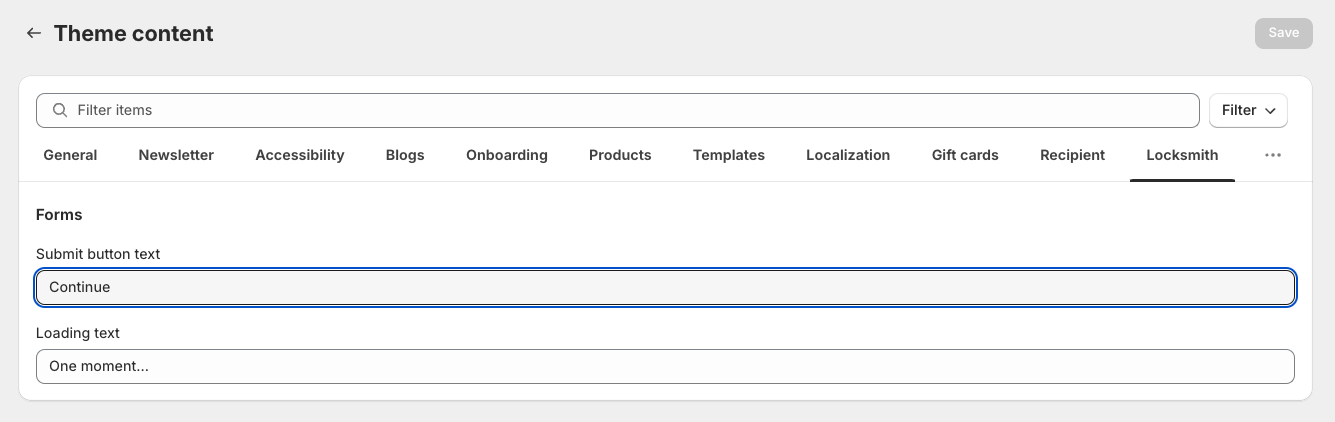 Theme content
Save
Filter items
Filter
General Newsletter Accessibility Blogs Onboarding Products Templates Localization Gift cards Recipient Locksmith ...
Forms
Submit button text
Continue
Loading text
One moment...